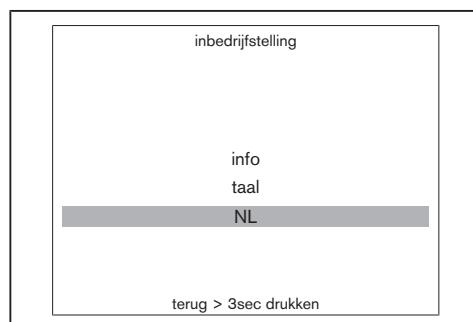 inbedrijfstelling
info
taal
NL
terug > 3sec drukken